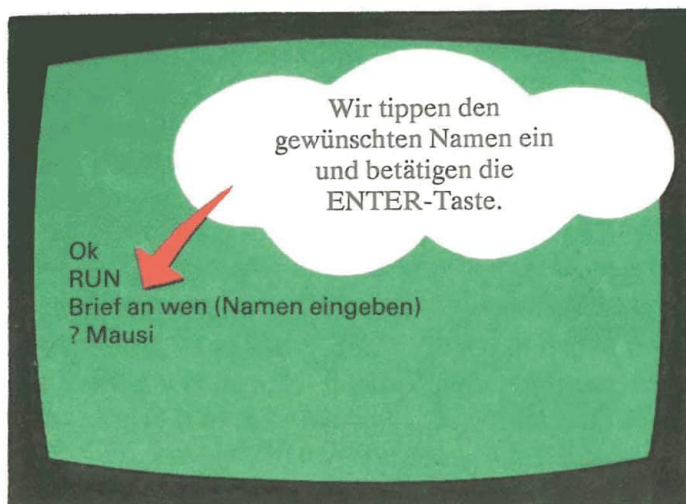 Wir tippen den
gewünschten Namen ein
und betätigen die
ENTER-Taste.
Ok
RUN
Brief an wen (Namen eingeben)
? Mausi